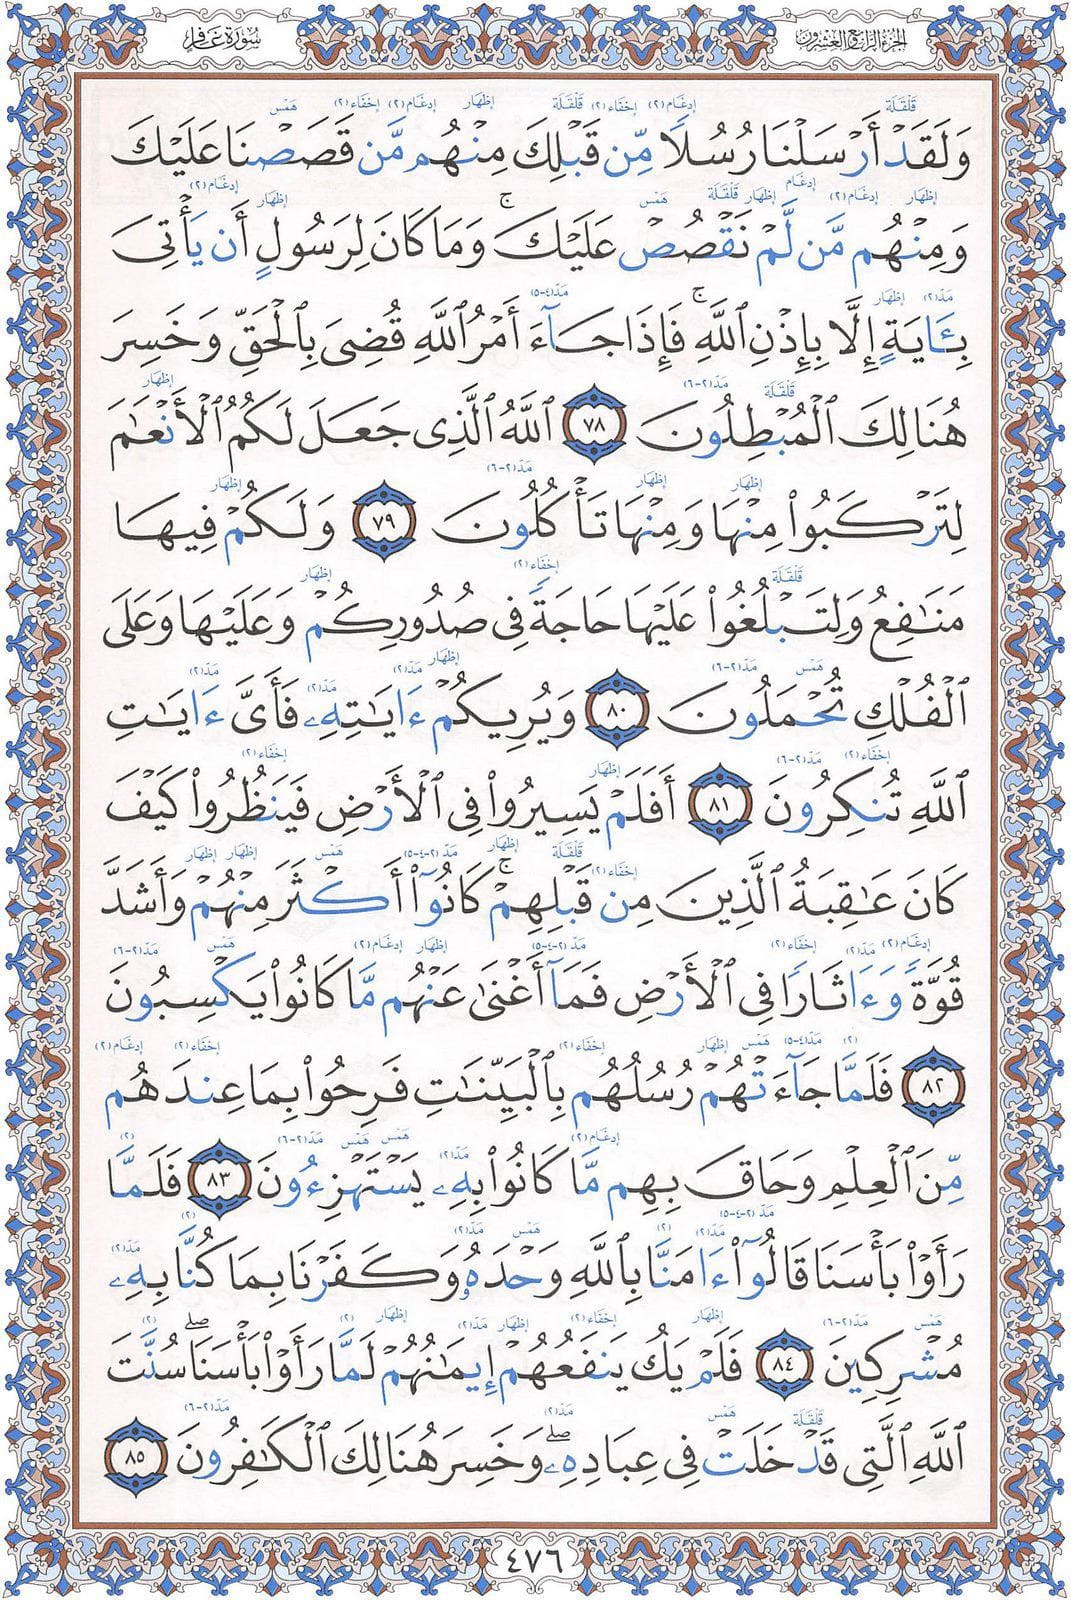 الجزء الرابع والعشرون
سورة غافر
وَلَقَدْ أَرْسَلْنَا رُسُلًا مِّن قَبْلِكَ مِنْهُم مَّن قَصَصْنَا عَلَيْكَ
وَمِنْهُم مَّن لَّمْ نَقْصُصْ عَلَيْكَ ۚ وَمَا كَانَ لِرَسُولٍ أَن يَأْتِىَ
بِـَٔايَةٍ إِلَّا بِإِذْنِ ٱللَّهِ ۚ فَإِذَا جَآءَ أَمْرُ ٱللَّهِ قُضِىَ بِٱلْحَقِّ وَخَسِرَ
هُنَالِكَ ٱلْمُبْطِلُونَ ٧٨ ٱللَّهُ ٱلَّذِى جَعَلَ لَكُمُ ٱلْأَنْعَٰمَ
لِتَرْكَبُوا۟ مِنْهَا وَمِنْهَا تَأْكُلُونَ ٧٩ وَلَكُمْ فِيهَا
مَنَٰفِعُ وَلِتَبْلُغُوا۟ عَلَيْهَا حَاجَةً فِى صُدُورِكُمْ وَعَلَيْهَا وَعَلَى
ٱلْفُلْكِ تُحْمَلُونَ ٨٠ وَيُرِيكُمْ ءَايَٰتِهِۦ فَأَىَّ ءَايَٰتِ
ٱللَّهِ تُنكِرُونَ ٨١ أَفَلَمْ يَسِيرُوا۟ فِى ٱلْأَرْضِ فَيَنظُرُوا۟ كَيْفَ
كَانَ عَٰقِبَةُ ٱلَّذِينَ مِن قَبْلِهِمْ ۚ كَانُوٓا۟ أَكْثَرَ مِنْهُمْ وَأَشَدَّ
قُوَّةً وَءَاثَارًا فِى ٱلْأَرْضِ فَمَآ أَغْنَىٰ عَنْهُم مَّا كَانُوا۟ يَكْسِبُونَ
٨٢ فَلَمَّا جَآءَتْهُمْ رُسُلُهُم بِٱلْبَيِّنَٰتِ فَرِحُوا۟ بِمَا عِندَهُم
مِّنَ ٱلْعِلْمِ وَحَاقَ بِهِم مَّا كَانُوا۟ بِهِۦ يَسْتَهْزِءُونَ ٨٣ فَلَمَّا
رَأَوْا۟ بَأْسَنَا قَالُوٓا۟ ءَامَنَّا بِٱللَّهِ وَحْدَهُۥ وَكَفَرْنَا بِمَا كُنَّا بِهِۦ
مُشْرِكِينَ ٨٤ فَلَمْ يَكُ يَنفَعُهُمْ إِيمَٰنُهُمْ لَمَّا رَأَوْا۟ بَأْسَنَا ۖ سُنَّتَ
ٱللَّهِ ٱلَّتِى قَدْ خَلَتْ فِى عِبَادِهِۦ ۖ وَخَسِرَ هُنَالِكَ ٱلْكَٰفِرُونَ ٨٥
٤٧٦